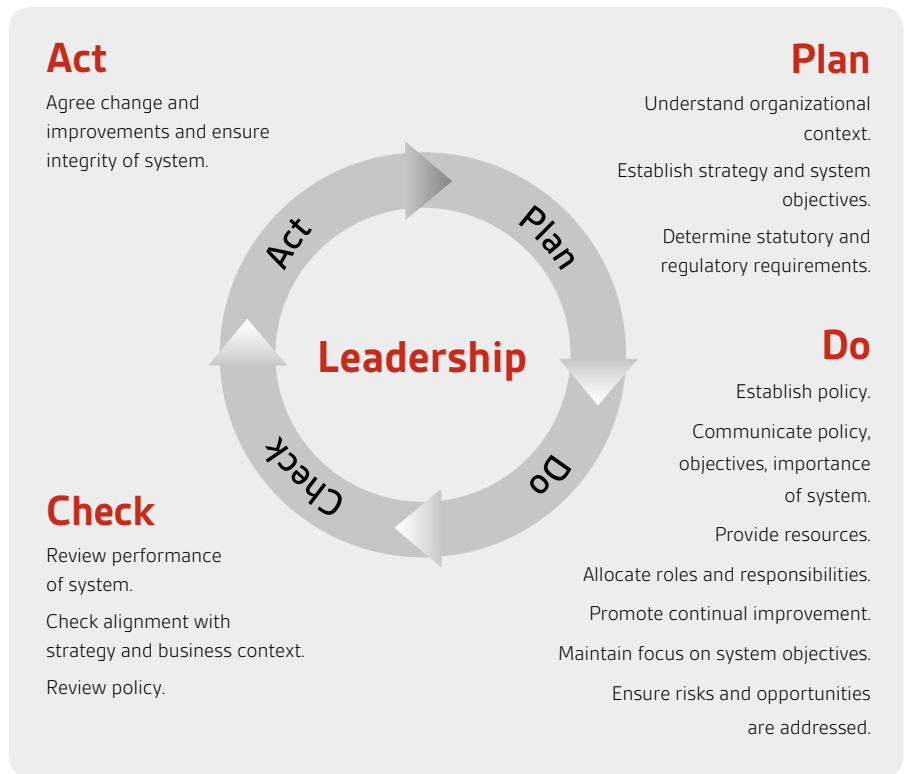 Act
Agree change and
improvements and ensure
integrity of system.
Plan
Understand organizational
context.
Establish strategy and system
objectives.
Determine statutory and
regulatory requirements.
Act
Plan
Leadership
Check
Do
Do
Establish policy.
Communicate policy,
objectives, importance
of system.
Provide resources.
Allocate roles and responsibilities.
Promote continual improvement.
Maintain focus on system objectives.
Ensure risks and opportunities
are addressed.
Check
Review performance
of system.
Check alignment with
strategy and business context.
Review policy.